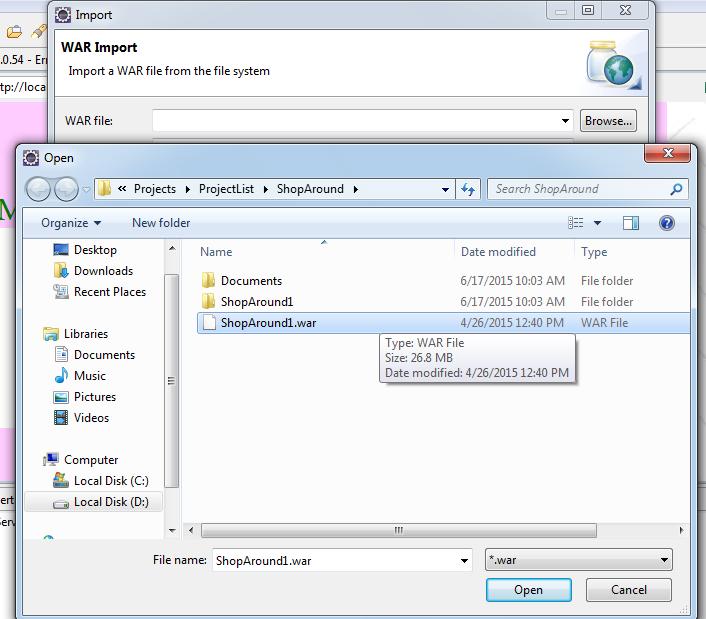 Import
.0.54 - Err
tp://loca
WAR Import
Import a WAR file from the file system
WAR file:
Browse...
Open
« Projects ShopAround ProjectList
Search ShopAround
Organize
New folder
Name
Date modified
Type
Desktop
Downloads
Recent Places
Libraries
Documents
Music
Pictures
Videos
Computer
Local Disk (C:)
Local Disk (D:)
Documents 6/17/2015 10:03 AM File folder
ShopAround1 6/17/2015 10:03 AM File folder
ShopAround1.war 4/26/2015 12:40 PM WAR File
Type: WAR File
Size: 26.8 MB
Date modified: 4/26/2015 12:40 PM
M
ert
Serv
File name:
ShopAround1.war
*.war
Open
Cancel